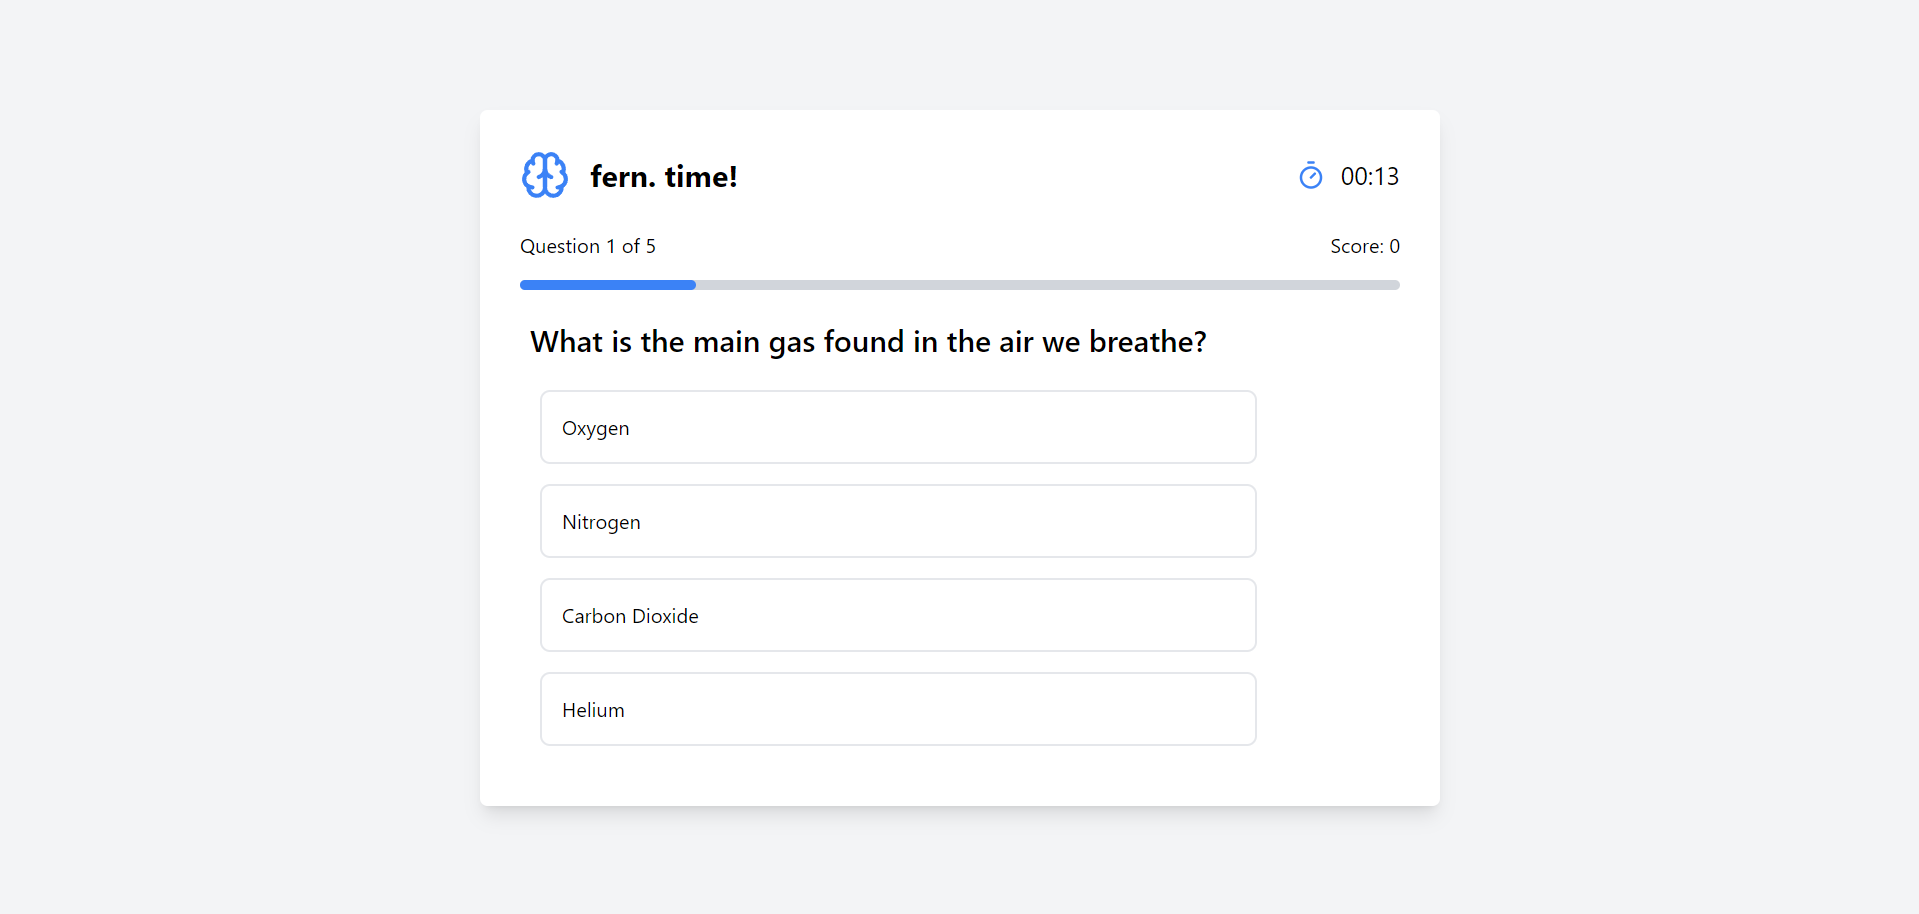 fern. time!
00:13
Question 1 of 5
Score: 0
What is the main gas found in the air we breathe?
Oxygen
Nitrogen
Carbon Dioxide
Helium